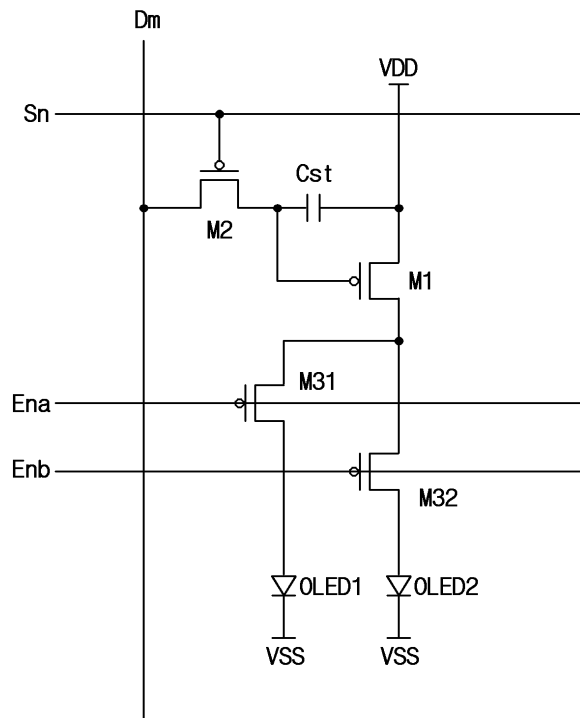 Dm
VDD
Sn
Cst
M2
M1
M31
Ena
Enb
M32
OLED1
OLED2
VSS
VSS